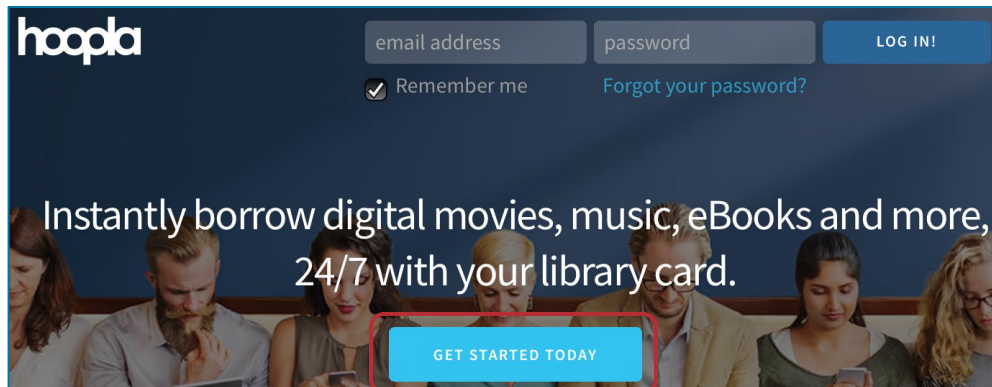 hoopla
email address
password
LOG IN!
Remember me
Forgot your password?
Instantly borrow digital movies, music, eBooks and more,
24/7 with your library card.
GET STARTED TODAY